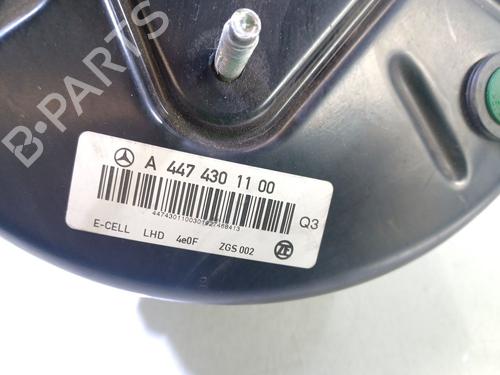 B-PARTS
A 447 430 11 00
Q3
E-CELL LHD 4e0F ZGS 002